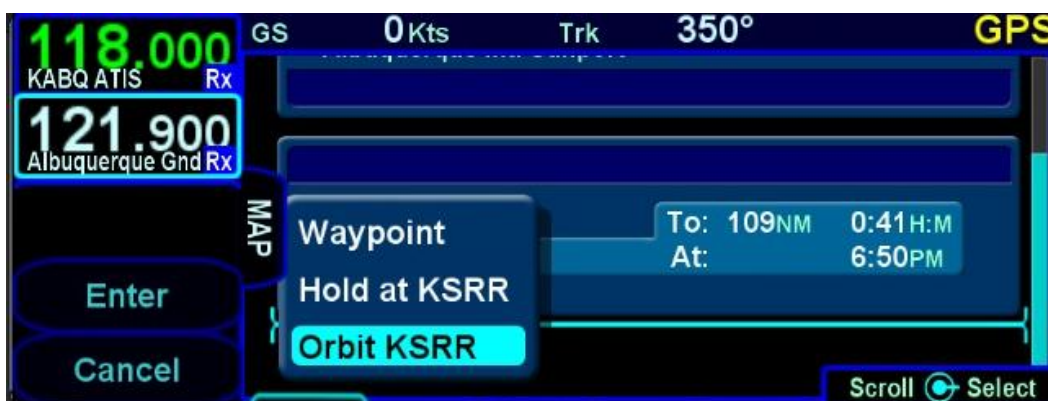 118.000
KABQ ATIS Rx
121.900
Albuquerque Gnd Rx
Enter
Cancel
GS 0Kts Trk 350° GPS
MAP
To: 109NM 0:41H:M
At: 6:50PM
Waypoint
Hold at KSRR
Orbit KSRR
Scroll Select